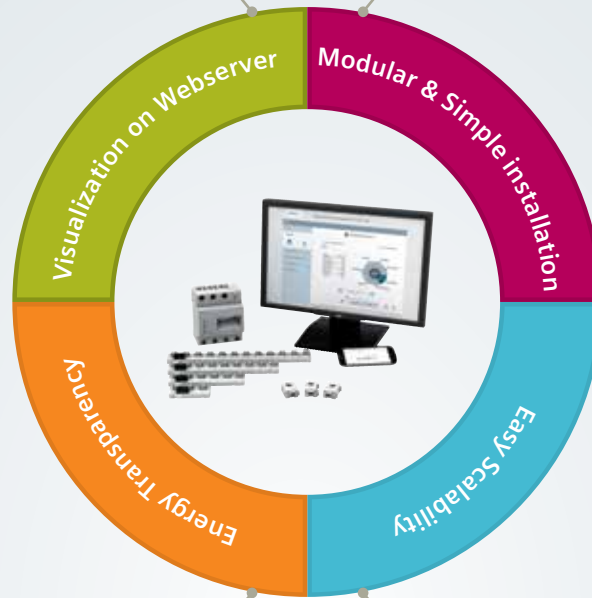 Visualization on Webserver
Modular & Simple installation
Energy Transparency
Easy Scalability